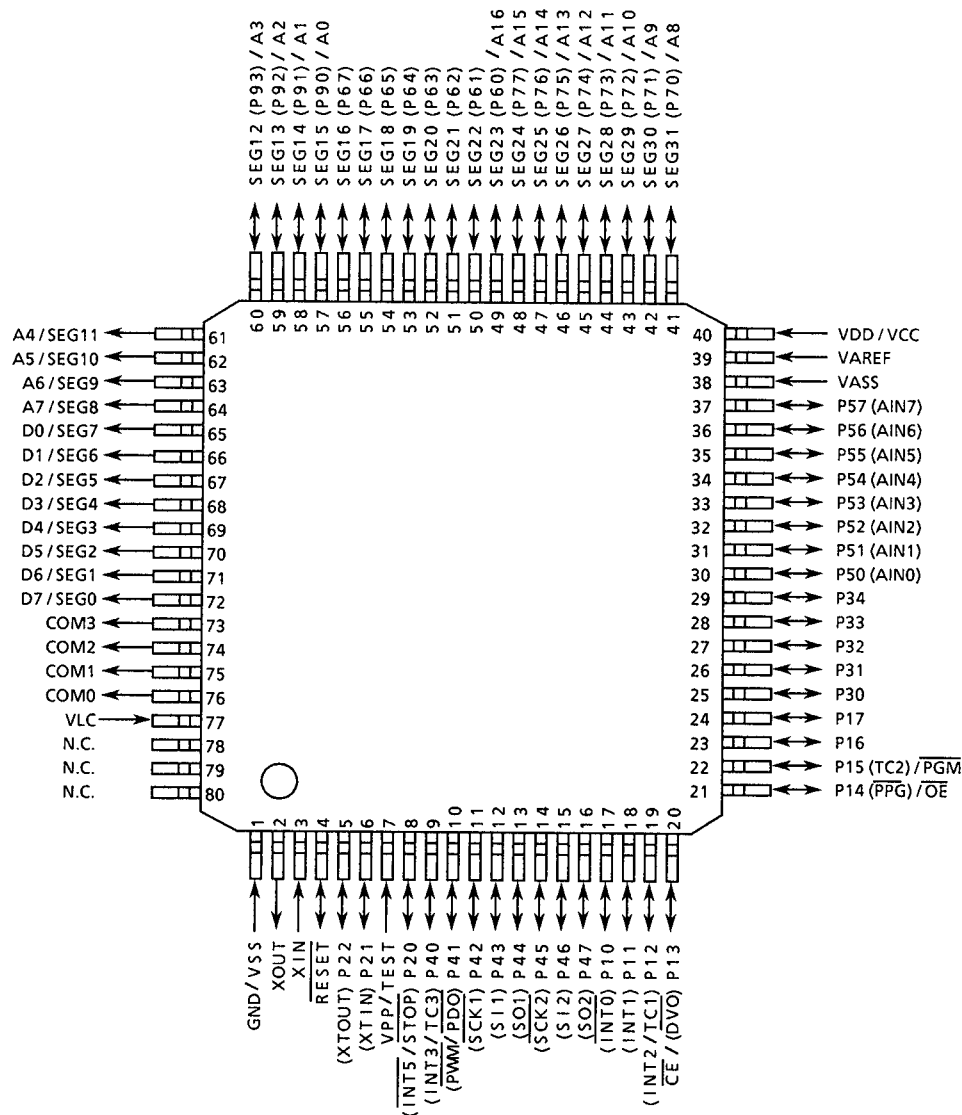 SEG12 (P93) / A3
SEG13 (P92) / A2
SEG14 (P91) / A1
SEG15 (P90) / A0
SEG16 (P67)
SEG17 (P66)
SEG18 (P65)
SEG19 (P64)
SEG20 (P63)
SEG21 (P62)
SEG22 (P61)
SEG23 (P60) / A16
SEG24 (P77) / A15
SEG25 (P76) / A14
SEG26 (P75) / A13
SEG27 (P74) / A12
SEG28 (P73) / A11
SEG29 (P72) / A10
SEG30 (P71) / A9
SEG31 (P70) / A8
60 59 58 57 56 55 54 53 52 51 50 49 48 47 46 45 44 43 42 41
A4 / SEG11 61
A5 / SEG10 62
A6 / SEG9 63
A7 / SEG8 64
D0 / SEG7 65
D1 / SEG6 66
D2 / SEG5 67
D3 / SEG4 68
D4 / SEG3 69
D5 / SEG2 70
D6 / SEG1 71
D7 / SEG0 72
COM3 73
COM2 74
COM1 75
COM0 76
VLC 77
N.C. 78
N.C. 79
N.C. 80
40 VDD / VCC
39 VAREF
38 VASS
37 P57 (AIN7)
36 P56 (AIN6)
35 P55 (AIN5)
34 P54 (AIN4)
33 P53 (AIN3)
32 P52 (AIN2)
31 P51 (AIN1)
30 P50 (AIN0)
29 P34
28 P33
27 P32
26 P31
25 P30
24 P17
23 P16
22 P15 (TC2) / PGM
21 P14 (PPG) / OE
1 2 3 4 5 6 7 8 9 10 11 12 13 14 15 16 17 18 19 20
GND / VSS
XOUT
XIN
RESET
(XTOUT) P22
(XTIN) P21
VPP / TEST
(INT5 / STOP) P20
(INT3 / TC3) P40
(PWM / PDO) P41
(SCK1) P42
(SI1) P43
(SO1) P44
(SCK2) P45
(SI2) P46
(SO2) P47
(INT0) P10
(INT1) P11
(INT2 / TC1) P12
CE / (DVO) P13